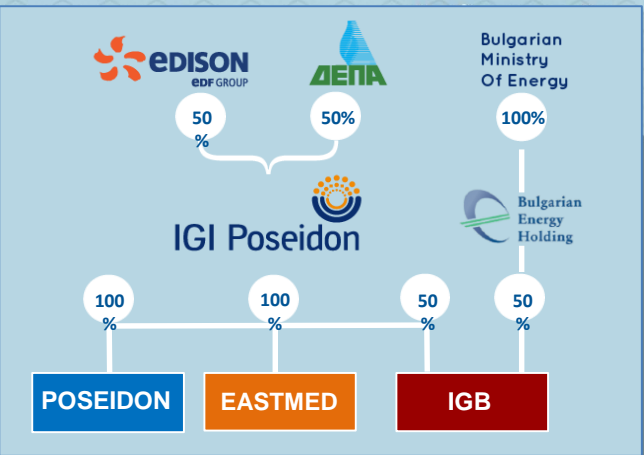 eDISON
eDF GROUP
ΔΕΠΑ
Bulgarian
Ministry
Of Energy
50
%
50%
100%
IGI Poseidon
Bulgarian
Energy
Holding
100
%
100
%
50
%
50
%
POSEIDON
EASTMED
IGB